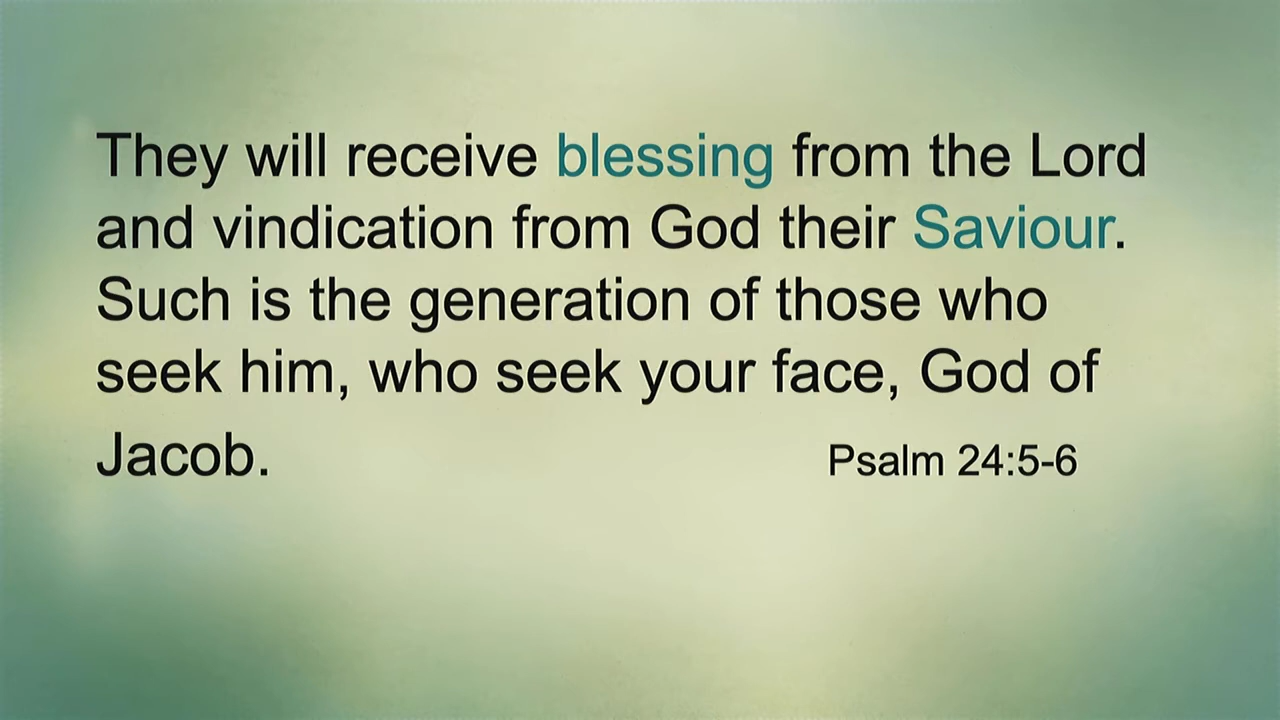 They will receive blessing from the Lord
and vindication from God their Saviour.
Such is the generation of those who
seek him, who seek your face, God of
Jacob. Psalm 24:5-6